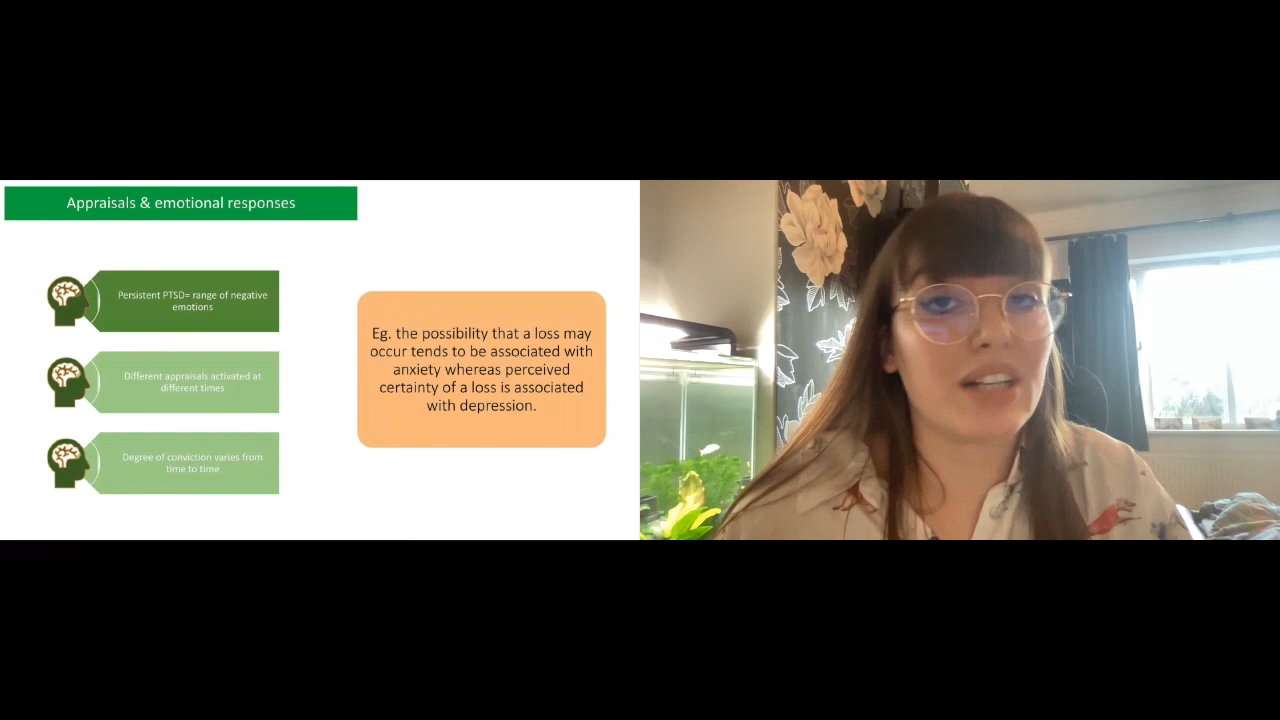 Appraisals & emotional responses
Persistent PTSD= range of negative
emotions
Different appraisals activated at
different times
Degree of conviction varies from
time to time
Eg. the possibility that a loss may
occur tends to be associated with
anxiety whereas perceived
certainty of a loss is associated
with depression.